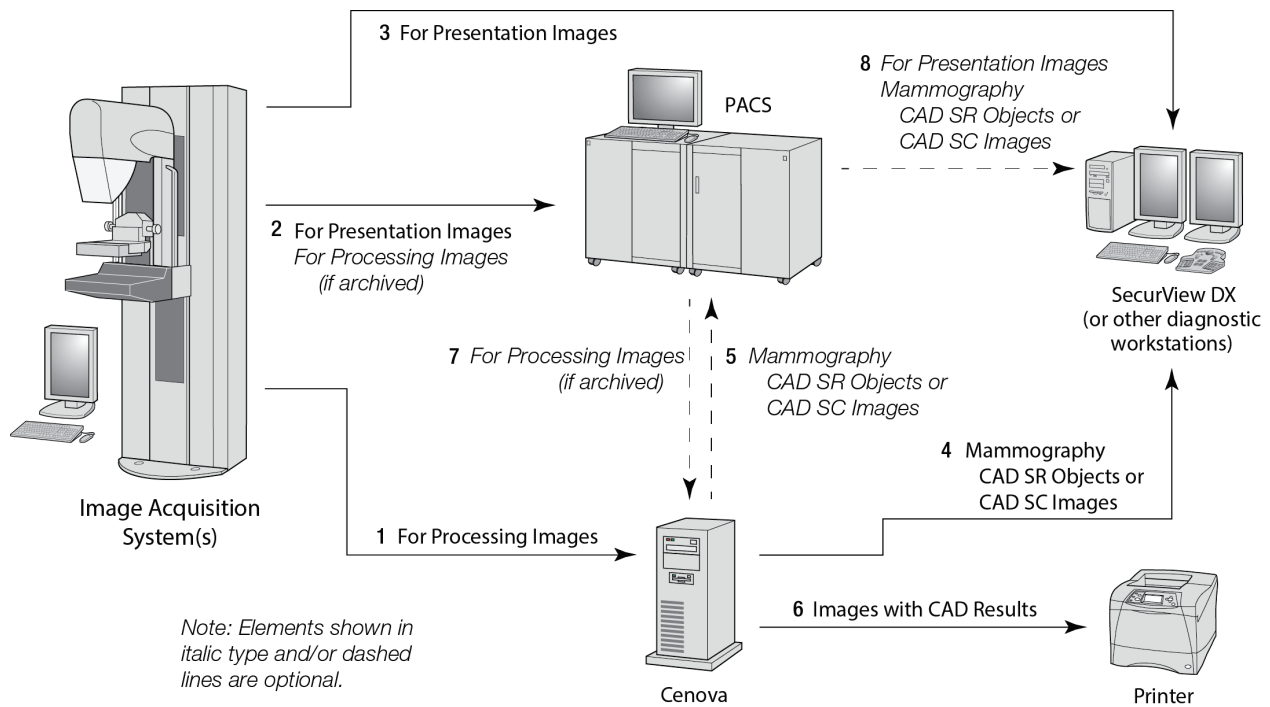 3 For Presentation Images
8 For Presentation Images
Mammography
CAD SR Objects or
CAD SC Images
PACS
2 For Presentation Images
For Processing Images
(if archived)
SecurView DX
(or other diagnostic
workstations)
7 For Processing Images
(if archived)
5 Mammography
CAD SR Objects or
CAD SC Images
4 Mammography
CAD SR Objects or
CAD SC Images
Image Acquisition
System(s)
1 For Processing Images
6 Images with CAD Results
Note: Elements shown in
italic type and/or dashed
lines are optional.
Cenova
Printer